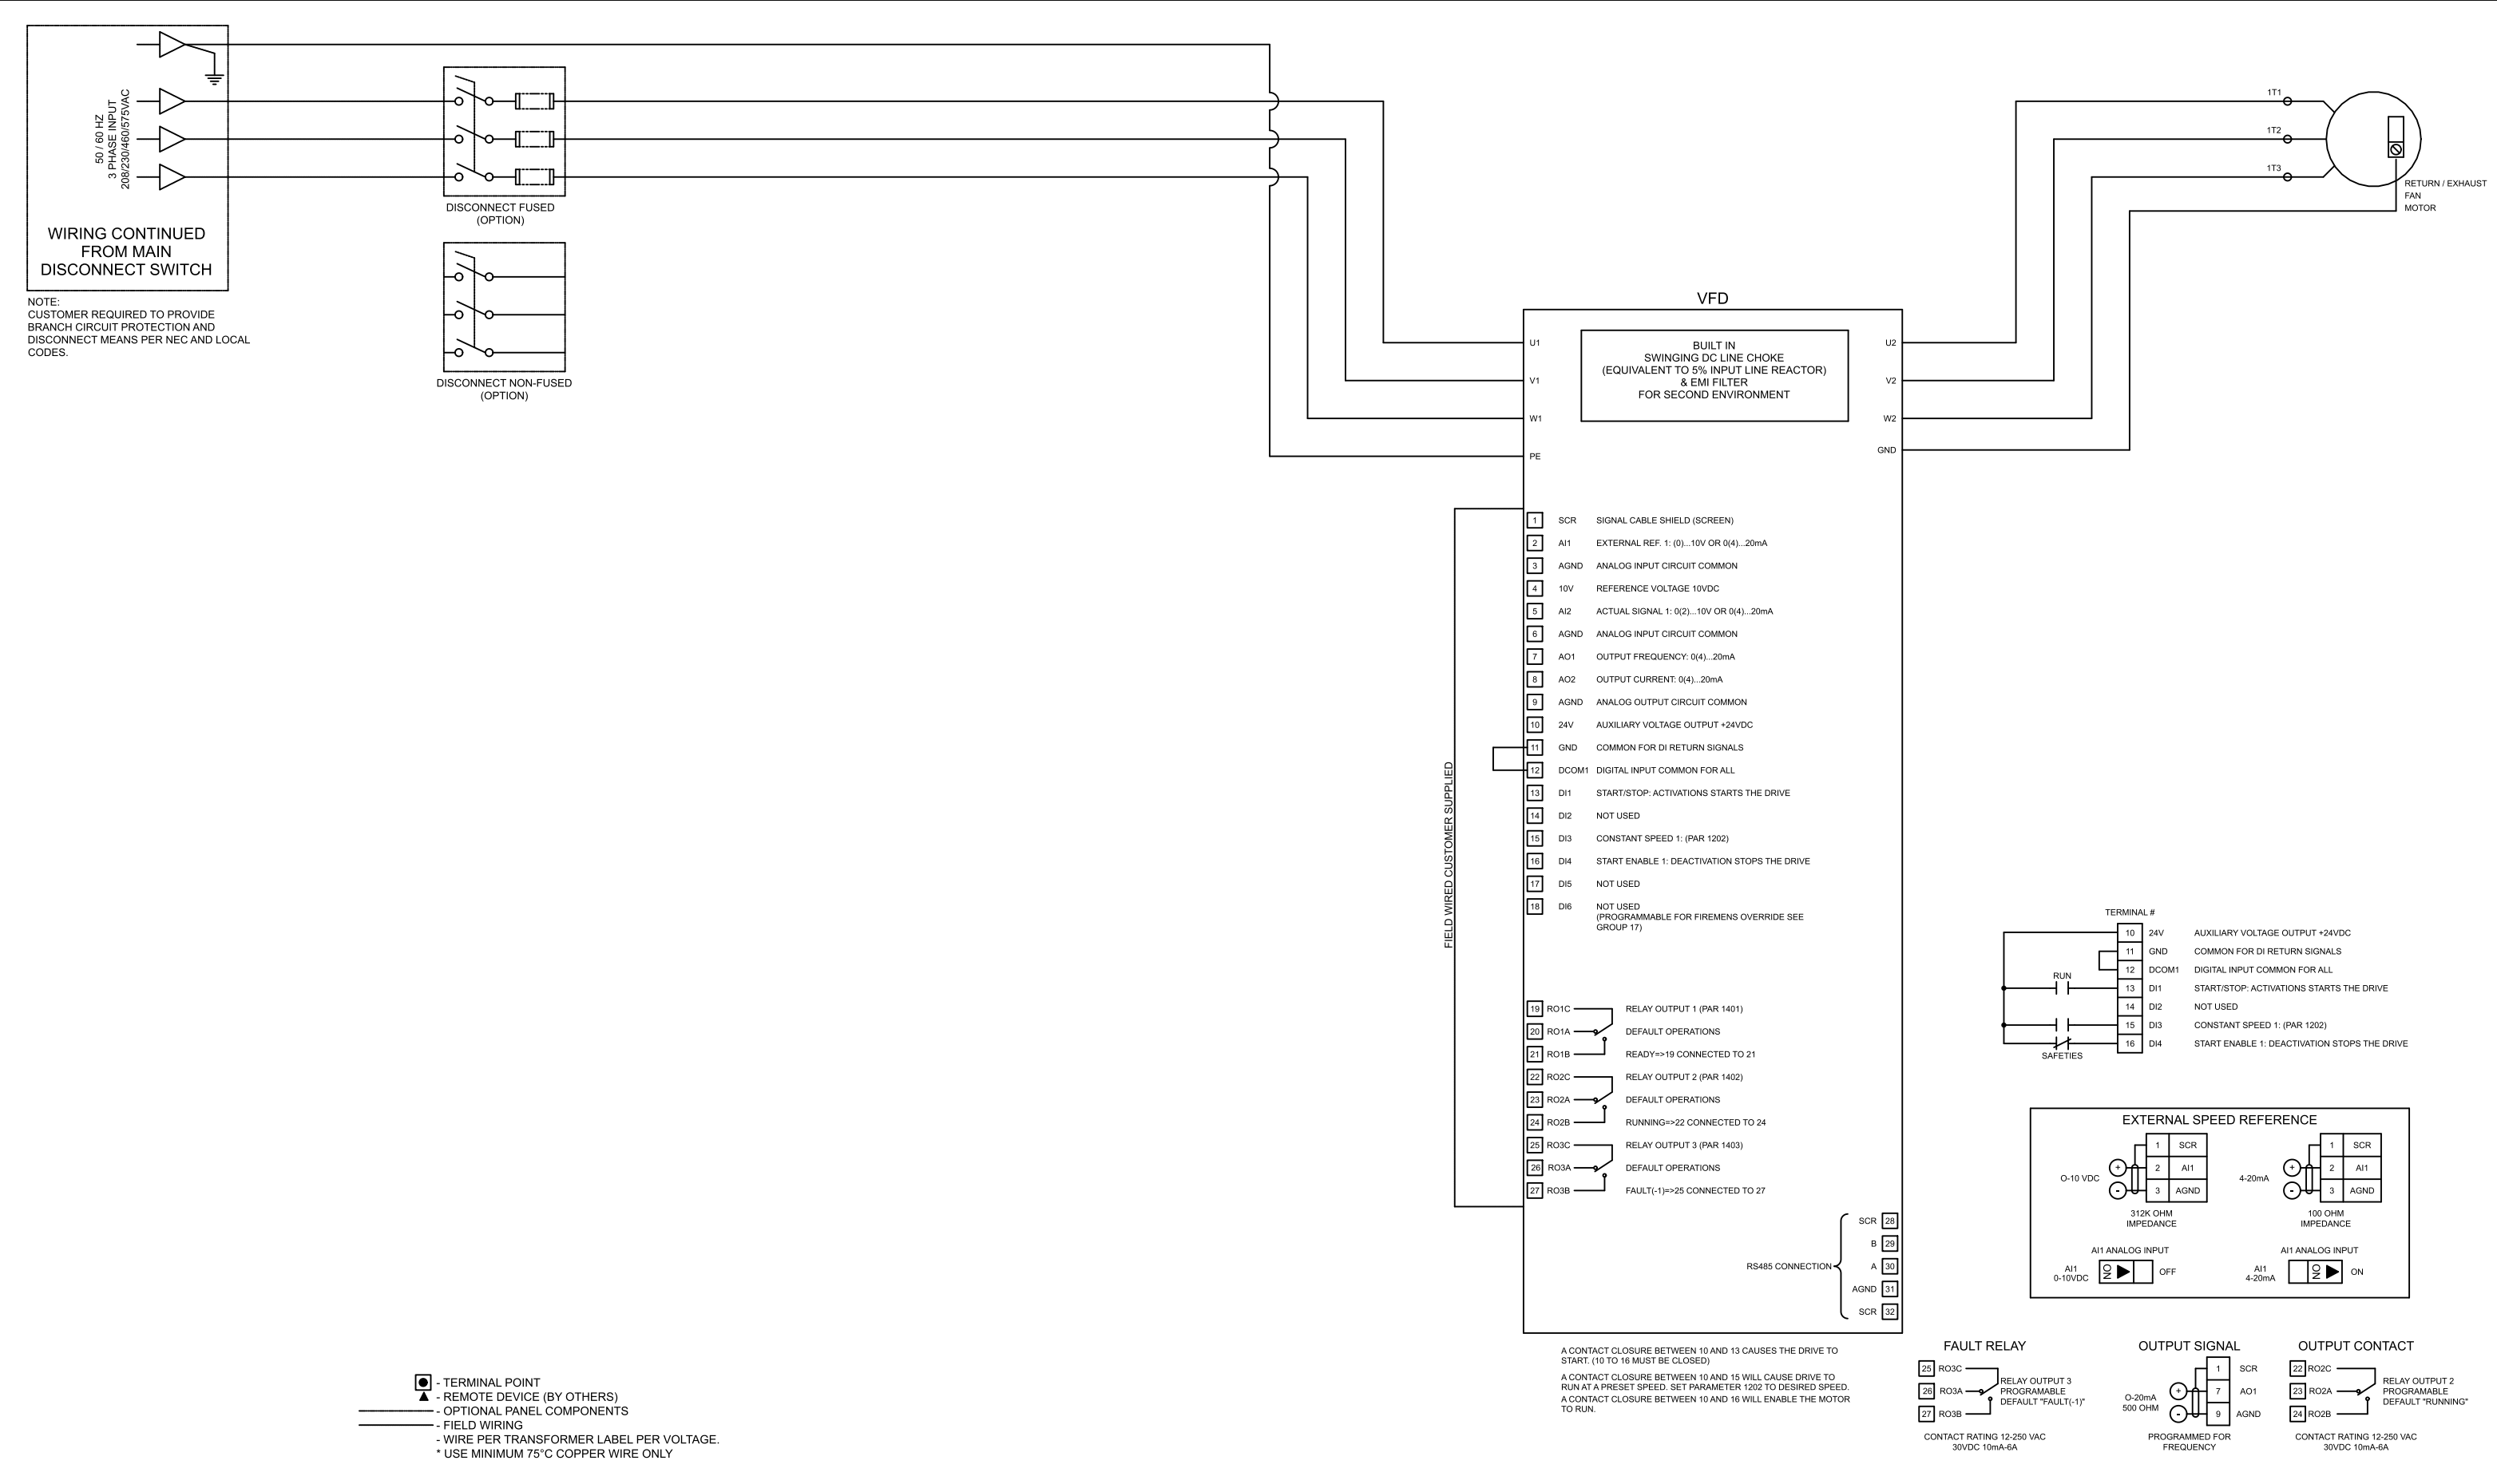 50 / 60 HZ
3 PHASE INPUT
208/230/460/575VAC
WIRING CONTINUED
FROM MAIN
DISCONNECT SWITCH
NOTE:
CUSTOMER REQUIRED TO PROVIDE
BRANCH CIRCUIT PROTECTION AND
DISCONNECT MEANS PER NEC AND LOCAL
CODES.
DISCONNECT FUSED
(OPTION)
DISCONNECT NON-FUSED
(OPTION)
1T1
1T2
1T3
RETURN / EXHAUST
FAN
MOTOR
VFD
BUILT IN
SWINGING DC LINE CHOKE
(EQUIVALENT TO 5% INPUT LINE REACTOR)
& EMI FILTER
FOR SECOND ENVIRONMENT
U1
V1
W1
PE
U2
V2
W2
GND
FIELD WIRED CUSTOMER SUPPLIED
1 SCR SIGNAL CABLE SHIELD (SCREEN)
2 AI1 EXTERNAL REF. 1: (0)...10V OR 0(4)...20mA
3 AGND ANALOG INPUT CIRCUIT COMMON
4 10V REFERENCE VOLTAGE 10VDC
5 AI2 ACTUAL SIGNAL 1: 0(2)...10V OR 0(4)...20mA
6 AGND ANALOG INPUT CIRCUIT COMMON
7 AO1 OUTPUT FREQUENCY: 0(4)...20mA
8 AO2 OUTPUT CURRENT: 0(4)...20mA
9 AGND ANALOG OUTPUT CIRCUIT COMMON
10 24V AUXILIARY VOLTAGE OUTPUT +24VDC
11 GND COMMON FOR DI RETURN SIGNALS
12 DCOM1 DIGITAL INPUT COMMON FOR ALL
13 DI1 START/STOP: ACTIVATIONS STARTS THE DRIVE
14 DI2 NOT USED
15 DI3 CONSTANT SPEED 1: (PAR 1202)
16 DI4 START ENABLE 1: DEACTIVATION STOPS THE DRIVE
17 DI5 NOT USED
18 DI6 NOT USED
(PROGRAMMABLE FOR FIREMENS OVERRIDE SEE
GROUP 17)
19 RO1C RELAY OUTPUT 1 (PAR 1401)
20 RO1A DEFAULT OPERATIONS
21 RO1B READY=>19 CONNECTED TO 21
22 RO2C RELAY OUTPUT 2 (PAR 1402)
23 RO2A DEFAULT OPERATIONS
24 RO2B RUNNING=>22 CONNECTED TO 24
25 RO3C RELAY OUTPUT 3 (PAR 1403)
26 RO3A DEFAULT OPERATIONS
27 RO3B FAULT(-1)=>25 CONNECTED TO 27
RS485 CONNECTION
SCR 28
B 29
A 30
AGND 31
SCR 32
A CONTACT CLOSURE BETWEEN 10 AND 13 CAUSES THE DRIVE TO
START. (10 TO 16 MUST BE CLOSED)
A CONTACT CLOSURE BETWEEN 10 AND 15 WILL CAUSE DRIVE TO
RUN AT A PRESET SPEED. SET PARAMETER 1202 TO DESIRED SPEED.
A CONTACT CLOSURE BETWEEN 10 AND 16 WILL ENABLE THE MOTOR
TO RUN.
TERMINAL #
10 24V AUXILIARY VOLTAGE OUTPUT +24VDC
11 GND COMMON FOR DI RETURN SIGNALS
12 DCOM1 DIGITAL INPUT COMMON FOR ALL
RUN
13 DI1 START/STOP: ACTIVATIONS STARTS THE DRIVE
14 DI2 NOT USED
15 DI3 CONSTANT SPEED 1: (PAR 1202)
16 DI4 START ENABLE 1: DEACTIVATION STOPS THE DRIVE
SAFETIES
EXTERNAL SPEED REFERENCE
O-10 VDC
+
-
1 SCR
2 AI1
3 AGND
312K OHM
IMPEDANCE
AI1 ANALOG INPUT
AI1
0-10VDC
ON
OFF
4-20mA
+
-
1 SCR
2 AI1
3 AGND
100 OHM
IMPEDANCE
AI1 ANALOG INPUT
AI1
4-20mA
ON
ON
FAULT RELAY
25 RO3C
26 RO3A
27 RO3B
RELAY OUTPUT 3
PROGRAMABLE
DEFAULT "FAULT(-1)"
CONTACT RATING 12-250 VAC
30VDC 10mA-6A
OUTPUT SIGNAL
O-20mA
500 OHM
+
-
1 SCR
7 AO1
9 AGND
PROGRAMMED FOR
FREQUENCY
OUTPUT CONTACT
22 RO2C
23 RO2A
24 RO2B
RELAY OUTPUT 2
PROGRAMABLE
DEFAULT "RUNNING"
CONTACT RATING 12-250 VAC
30VDC 10mA-6A
- TERMINAL POINT
- REMOTE DEVICE (BY OTHERS)
- OPTIONAL PANEL COMPONENTS
- FIELD WIRING
- WIRE PER TRANSFORMER LABEL PER VOLTAGE.
* USE MINIMUM 75°C COPPER WIRE ONLY